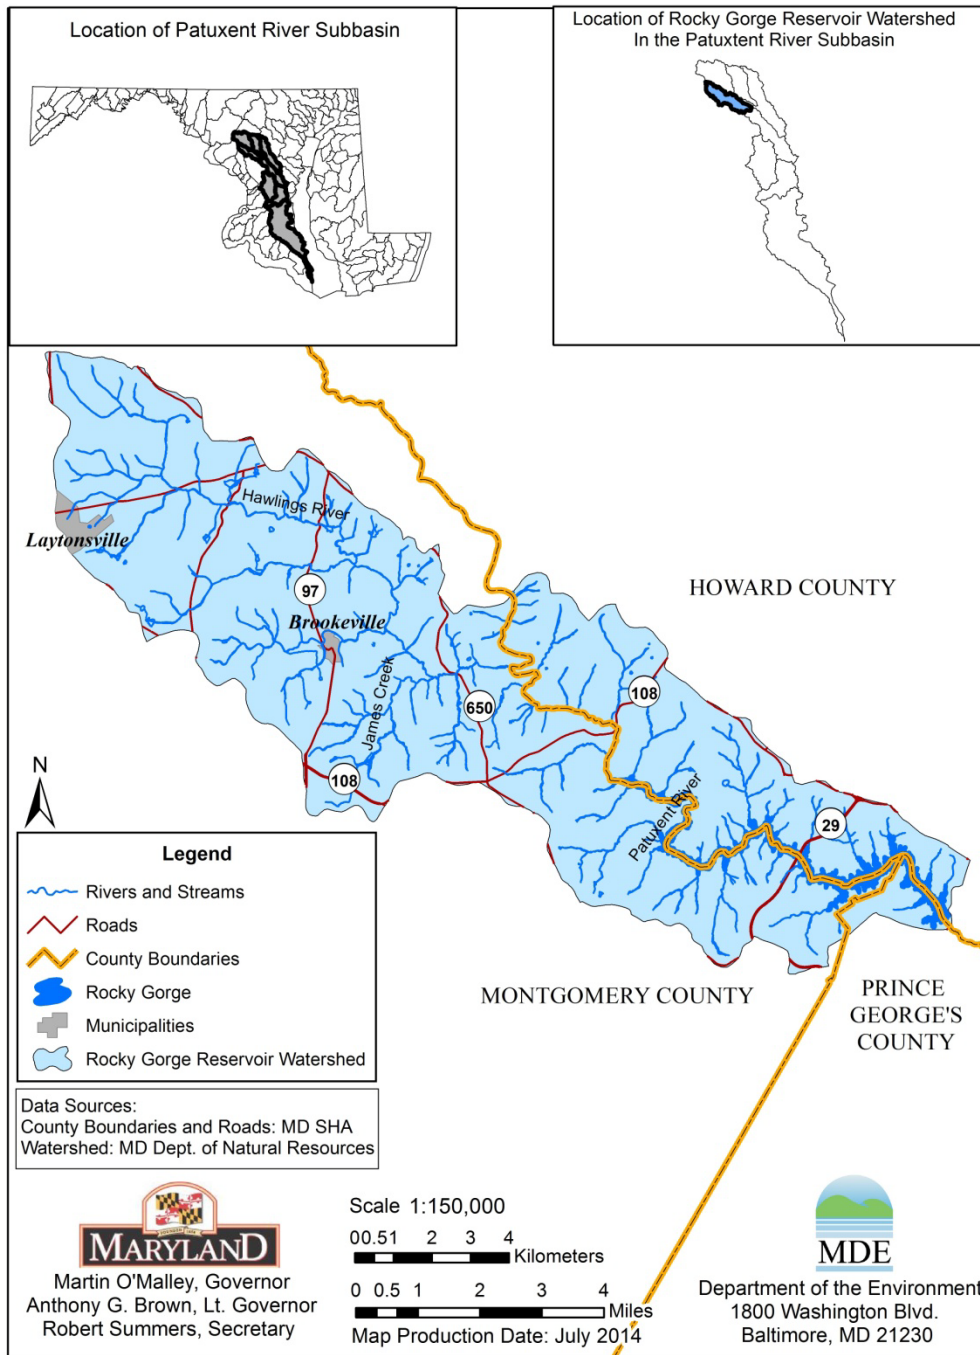 Location of Patuxent River Subbasin
Location of Rocky Gorge Reservoir Watershed
In the Patuxtent River Subbasin
Hawlings River
Laytonsville
HOWARD COUNTY
97
Brookeville
James Creek
108
650
108
Patuxent River
29
N
MONTGOMERY COUNTY
PRINCE
GEORGE'S
COUNTY
Legend
Rivers and Streams
Roads
County Boundaries
Rocky Gorge
Municipalities
Rocky Gorge Reservoir Watershed
Data Sources:
County Boundaries and Roads: MD SHA
Watershed: MD Dept. of Natural Resources
MARYLAND
Martin O'Malley, Governor
Anthony G. Brown, Lt. Governor
Robert Summers, Secretary
Scale 1:150,000
00.51 2 3 4
Kilometers
0 0.5 1 2 3 4
Miles
Map Production Date: July 2014
MDE
Department of the Environment
1800 Washington Blvd.
Baltimore, MD 21230